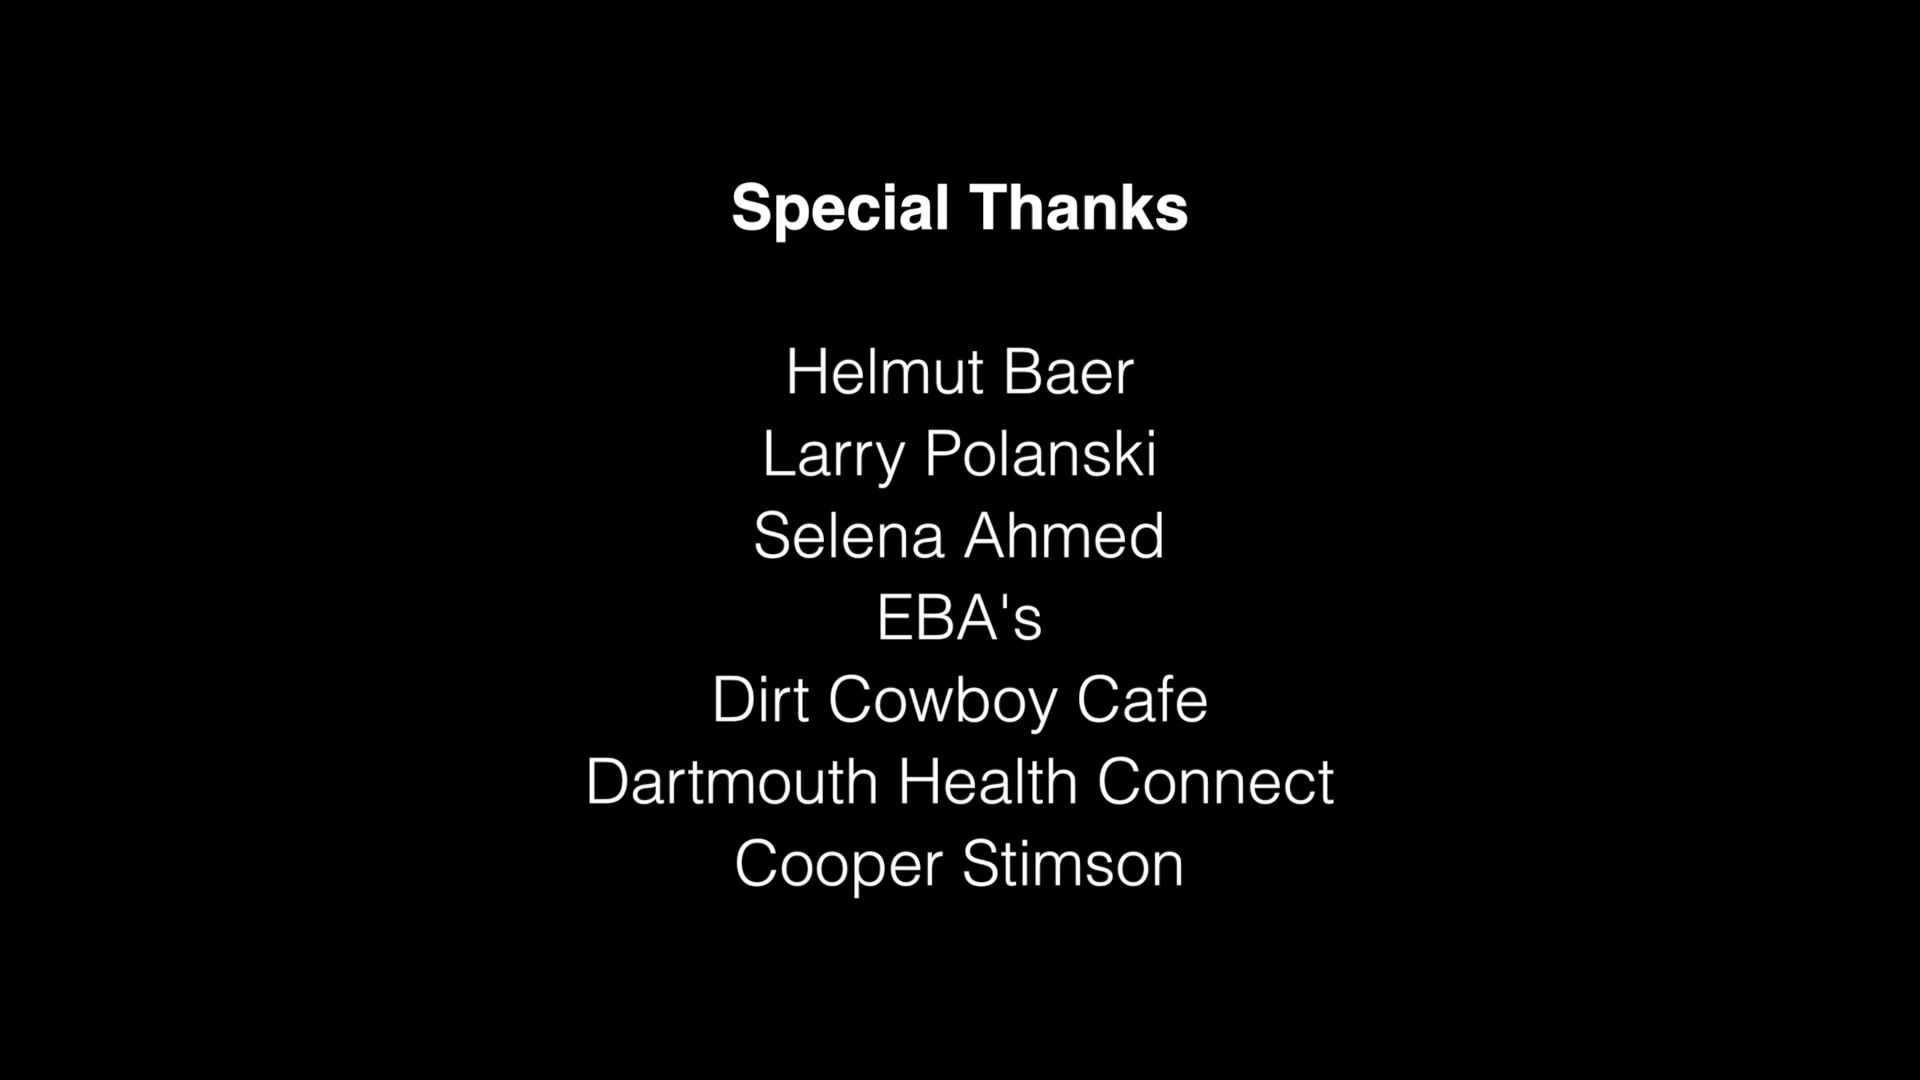 Special Thanks
Helmut Baer
Larry Polanski
Selena Ahmed
EBA's
Dirt Cowboy Cafe
Dartmouth Health Connect
Cooper Stimson